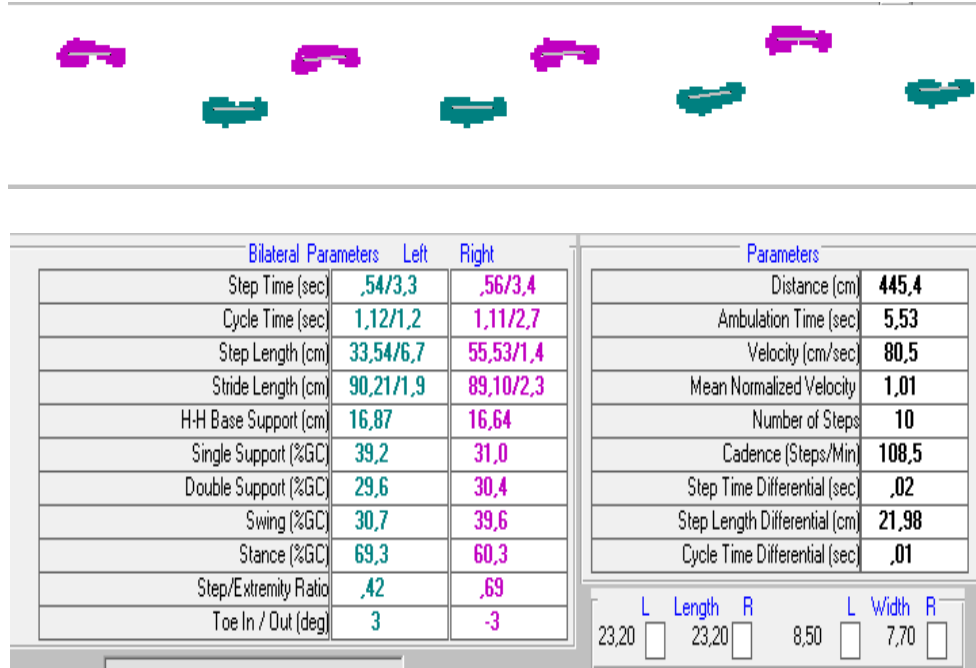 Bilateral Parameters Left Right
Step Time (sec) ,54/3,3 ,56/3,4
Cycle Time (sec) 1,12/1,2 1,11/2,7
Step Length (cm) 33,54/6,7 55,53/1,4
Stride Length (cm) 90,21/1,9 89,10/2,3
H-H Base Support (cm) 16,87 16,64
Single Support (%GC) 39,2 31,0
Double Support (%GC) 29,6 30,4
Swing (%GC) 30,7 39,6
Stance (%GC) 69,3 60,3
Step/Extremity Ratio ,42 ,69
Toe In / Out (deg) 3 -3
Parameters
Distance (cm) 445,4
Ambulation Time (sec) 5,53
Velocity (cm/sec) 80,5
Mean Normalized Velocity 1,01
Number of Steps 10
Cadence (Steps/Min) 108,5
Step Time Differential (sec) ,02
Step Length Differential (cm) 21,98
Cycle Time Differential (sec) ,01
L Length R L Width R
23,20 23,20 8,50 7,70